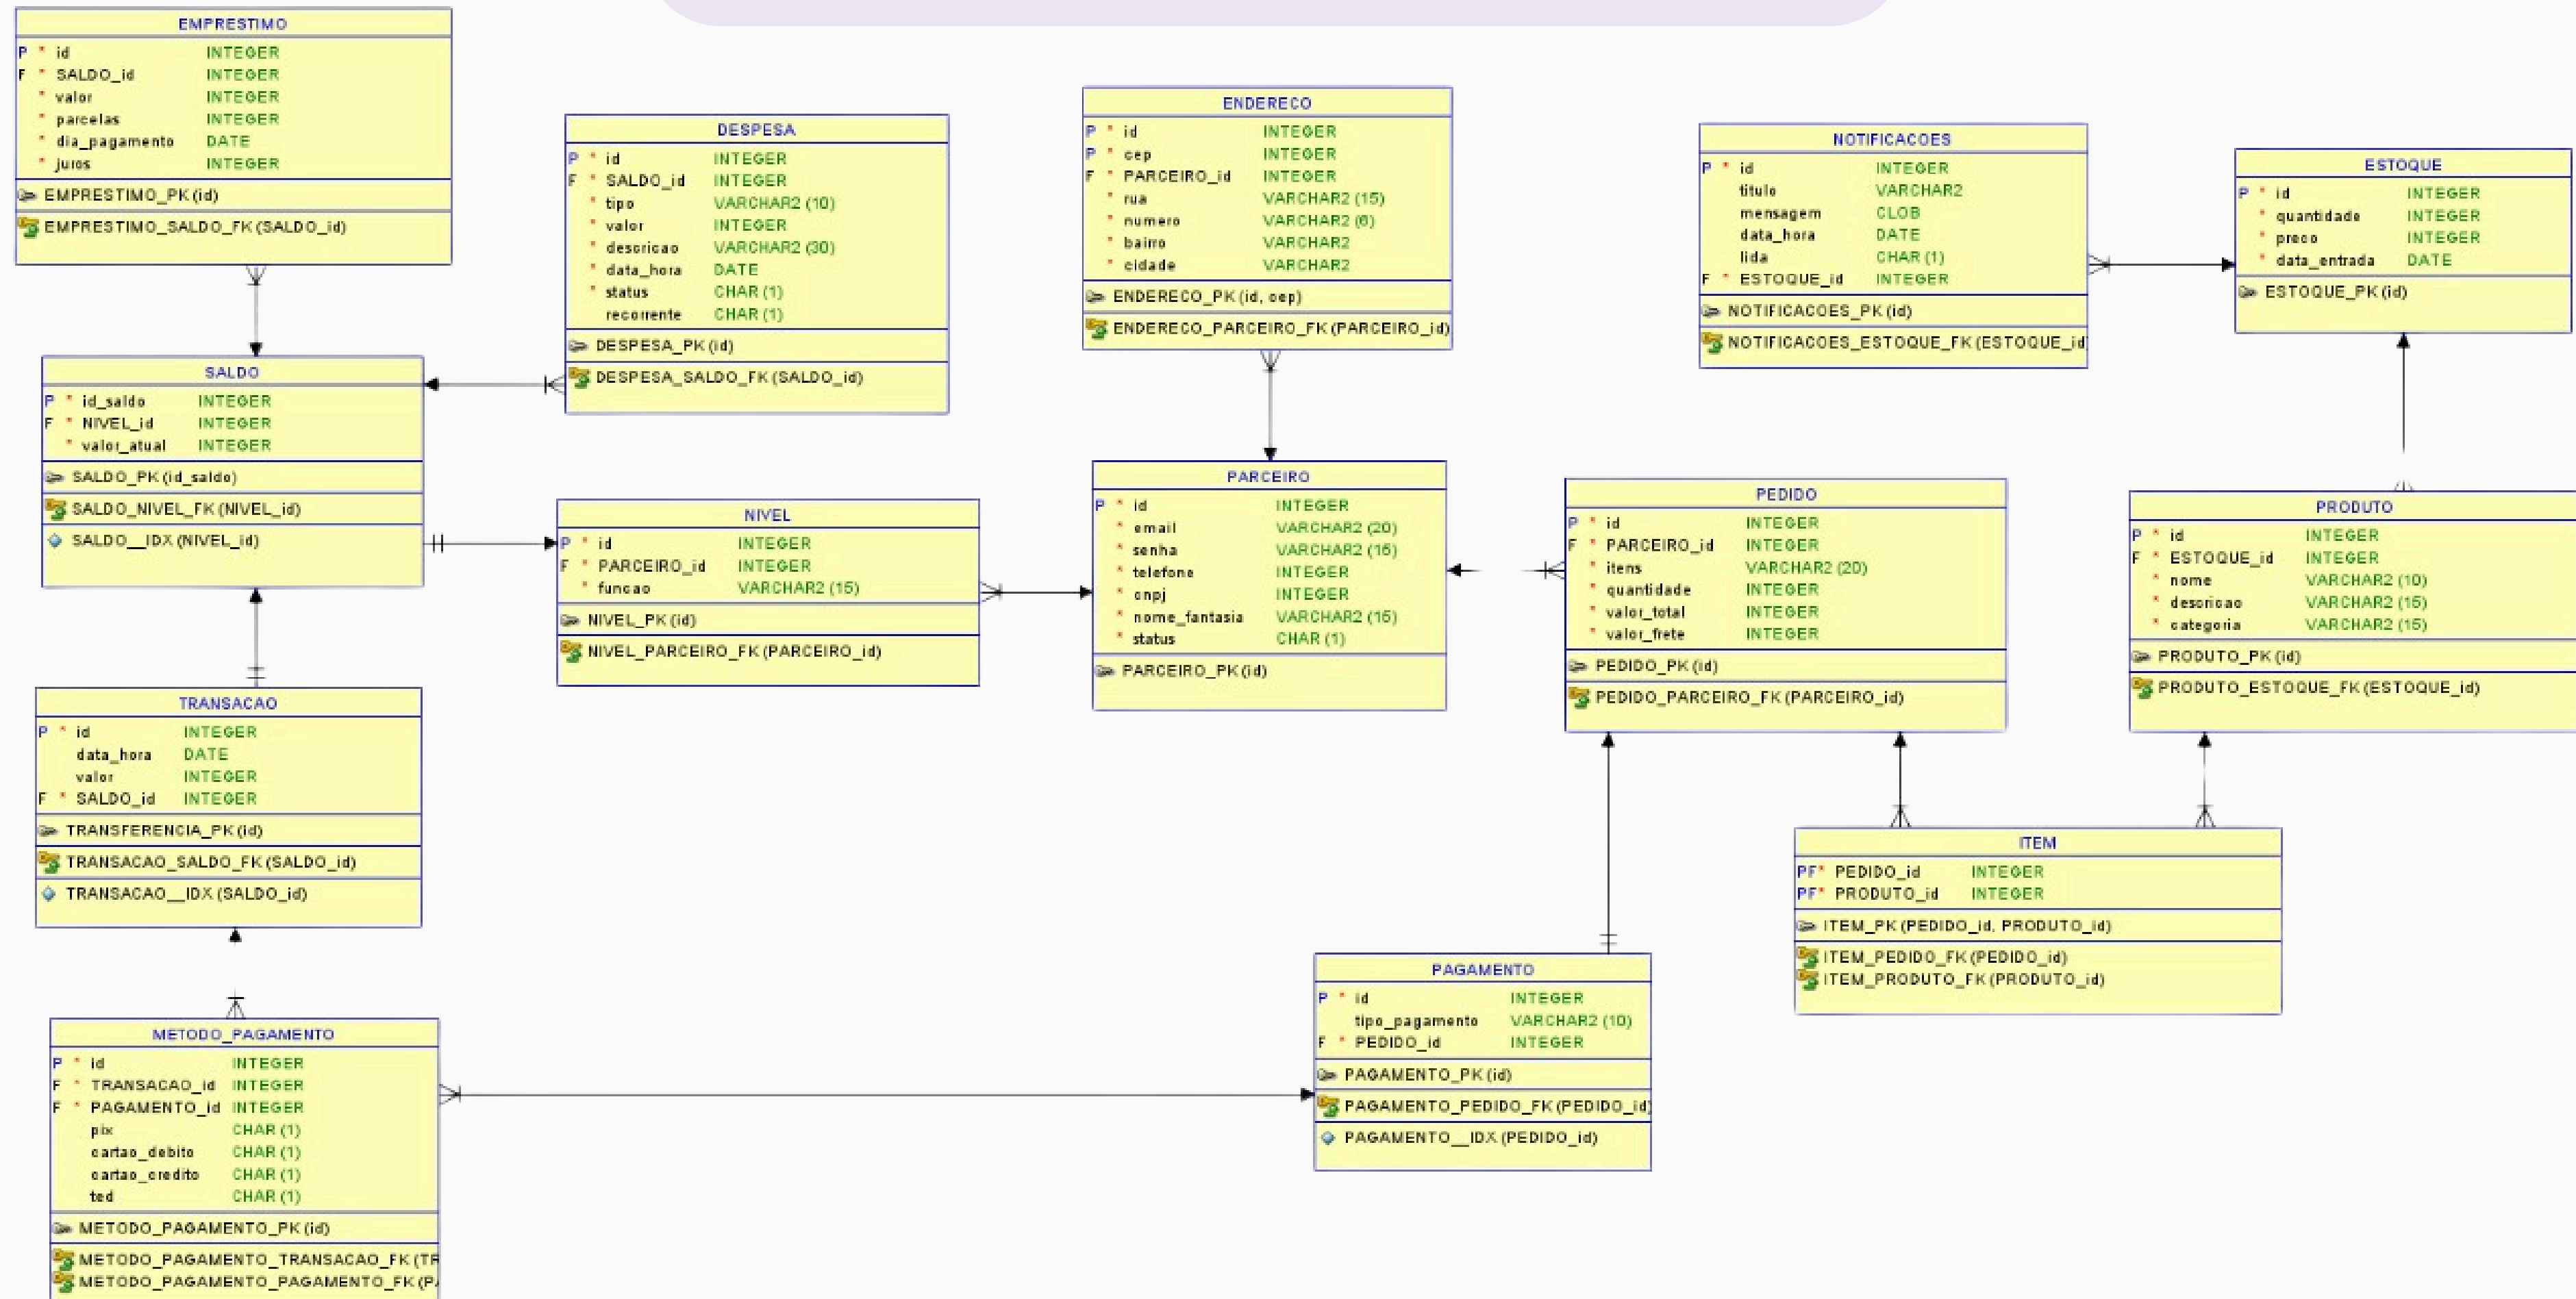 EMPRESTIMO
P * id INTEGER
F * SALDO_id INTEGER
* valor INTEGER
* parcelas INTEGER
* dia_pagamento DATE
* juros INTEGER
EMPRESTIMO_PK (id)
EMPRESTIMO_SALDO_FK (SALDO_id)
DESPESA
P * id INTEGER
F * SALDO_id INTEGER
* tipo VARCHAR2 (10)
* valor INTEGER
* descricao VARCHAR2 (30)
* data_hora DATE
* status CHAR (1)
recorrente CHAR (1)
DESPESA_PK (id)
DESPESA_SALDO_FK (SALDO_id)
ENDERECO
P * id INTEGER
P * cep INTEGER
F * PARCEIRO_id INTEGER
* rua VARCHAR2 (15)
* numero VARCHAR2 (6)
* bairro VARCHAR2
* cidade VARCHAR2
ENDERECO_PK (id, cep)
ENDERECO_PARCEIRO_FK (PARCEIRO_id)
NOTIFICACOES
P * id INTEGER
titulo VARCHAR2
mensagem CLOB
data_hora DATE
lida CHAR (1)
F * ESTOQUE_id INTEGER
NOTIFICACOES_PK (id)
NOTIFICACOES_ESTOQUE_FK (ESTOQUE_id
ESTOQUE
P * id INTEGER
* quantidade INTEGER
* preco INTEGER
* data_entrada DATE
ESTOQUE_PK (id)
SALDO
P * id_saldo INTEGER
F * NIVEL_id INTEGER
* valor_atual INTEGER
SALDO_PK (id_saldo)
SALDO_NIVEL_FK (NIVEL_id)
SALDO__IDX (NIVEL_id)
NIVEL
P * id INTEGER
F * PARCEIRO_id INTEGER
* funcao VARCHAR2 (15)
NIVEL_PK (id)
NIVEL_PARCEIRO_FK (PARCEIRO_id)
PARCEIRO
P * id INTEGER
* email VARCHAR2 (20)
* senha VARCHAR2 (15)
* telefone INTEGER
* cnpj INTEGER
* nome_fantasia VARCHAR2 (15)
* status CHAR (1)
PARCEIRO_PK (id)
PEDIDO
P * id INTEGER
F * PARCEIRO_id INTEGER
* itens VARCHAR2 (20)
* quantidade INTEGER
* valor_total INTEGER
* valor_frete INTEGER
PEDIDO_PK (id)
PEDIDO_PARCEIRO_FK (PARCEIRO_id)
PRODUTO
P * id INTEGER
F * ESTOQUE_id INTEGER
* nome VARCHAR2 (10)
* descricao VARCHAR2 (15)
* categoria VARCHAR2 (15)
PRODUTO_PK (id)
PRODUTO_ESTOQUE_FK (ESTOQUE_id)
TRANSACAO
P * id INTEGER
data_hora DATE
valor INTEGER
F * SALDO_id INTEGER
TRANSFERENCIA_PK (id)
TRANSACAO_SALDO_FK (SALDO_id)
TRANSACAO__IDX (SALDO_id)
ITEM
PF* PEDIDO_id INTEGER
PF* PRODUTO_id INTEGER
ITEM_PK (PEDIDO_id, PRODUTO_id)
ITEM_PEDIDO_FK (PEDIDO_id)
ITEM_PRODUTO_FK (PRODUTO_id)
METODO_PAGAMENTO
P * id INTEGER
F * TRANSACAO_id INTEGER
F * PAGAMENTO_id INTEGER
pix CHAR (1)
cartao_debito CHAR (1)
cartao_credito CHAR (1)
ted CHAR (1)
METODO_PAGAMENTO_PK (id)
METODO_PAGAMENTO_TRANSACAO_FK (TR
METODO_PAGAMENTO_PAGAMENTO_FK (PA
PAGAMENTO
P * id INTEGER
tipo_pagamento VARCHAR2 (10)
F * PEDIDO_id INTEGER
PAGAMENTO_PK (id)
PAGAMENTO_PEDIDO_FK (PEDIDO_id)
PAGAMENTO__IDX (PEDIDO_id)